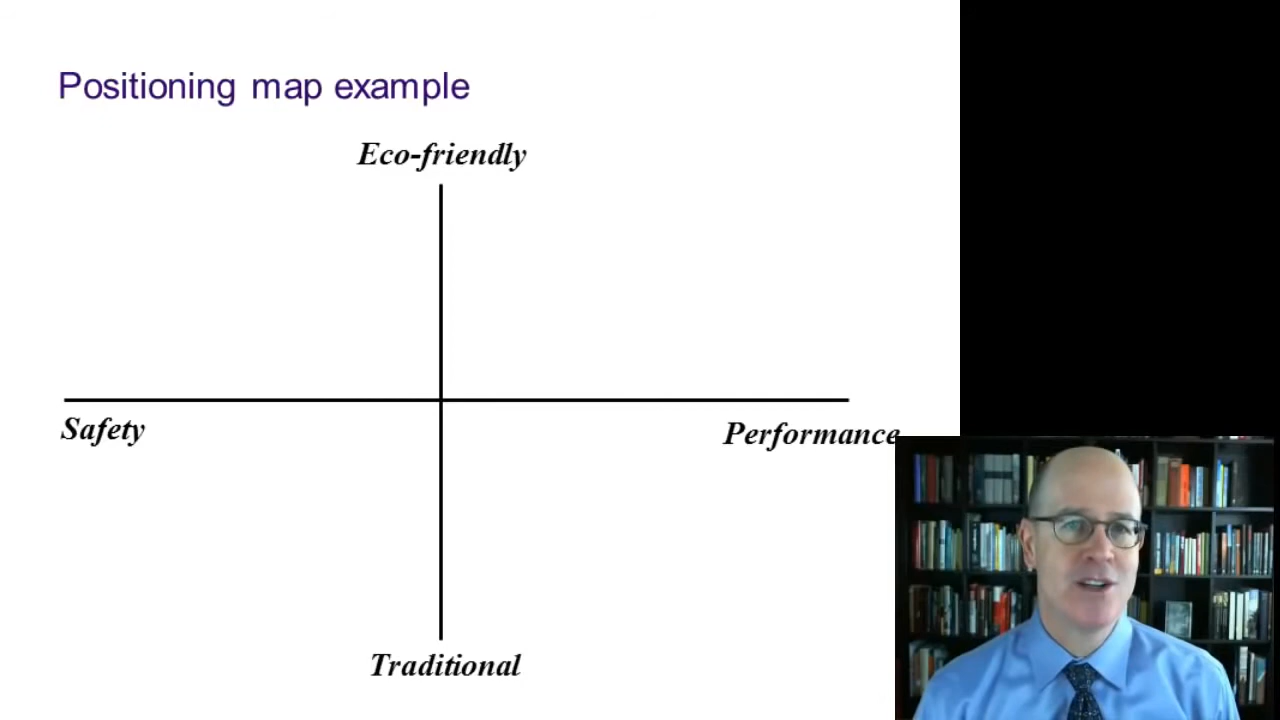 Positioning map example
Eco-friendly
Safety
Performance
Traditional